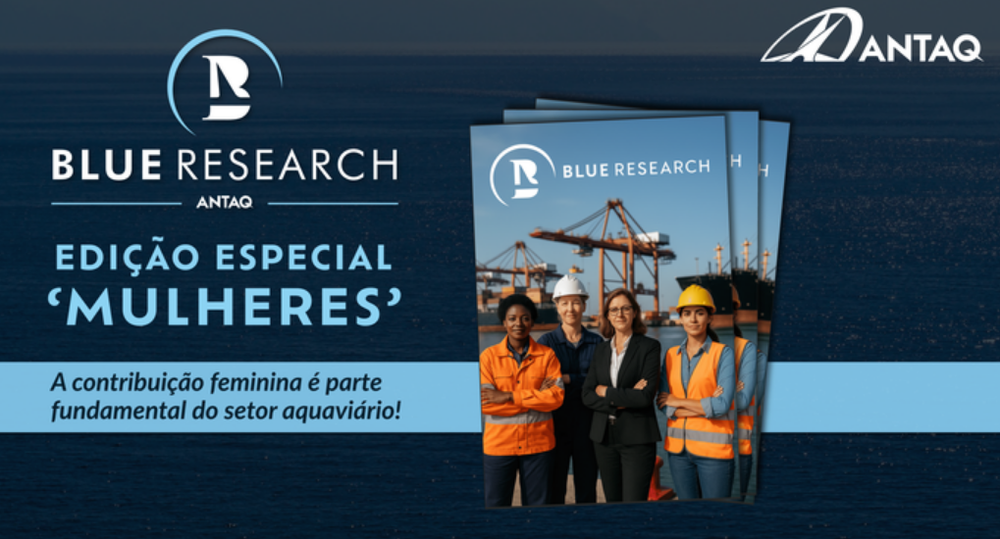 ANTAQ
BLUE RESEARCH
ANTAQ
EDIÇÃO ESPECIAL
‘MULHERES’
A contribuição feminina é parte
fundamental do setor aquaviário!
BLUE RESEARCH
H
H